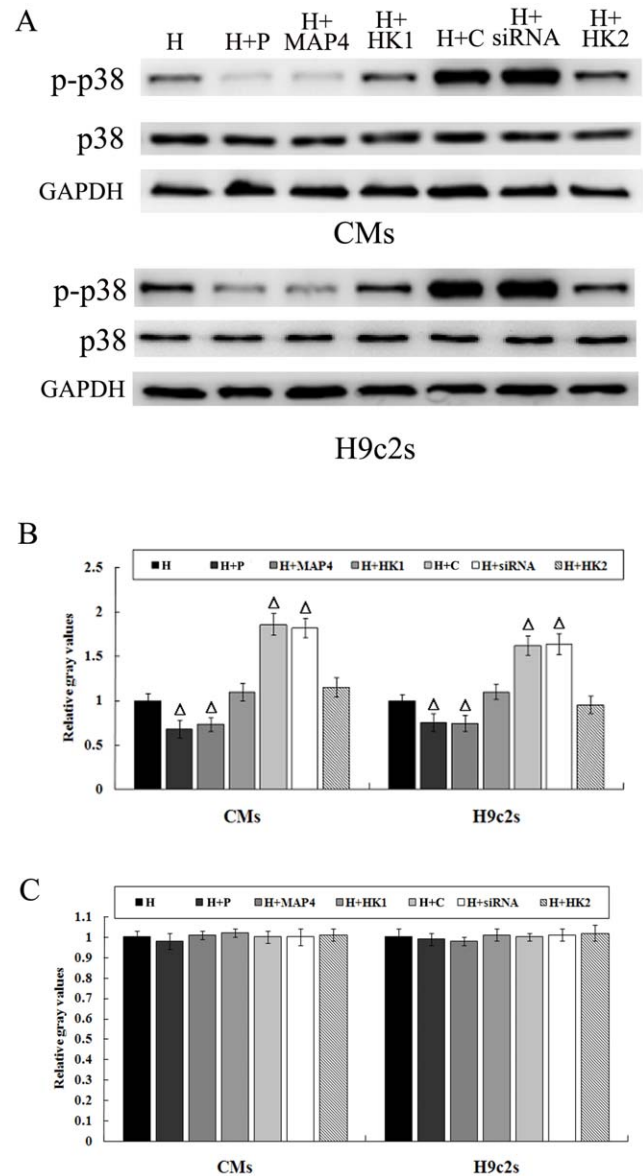 A
H H+P H+ MAP4 H+ HK1 H+C H+ siRNA H+ HK2
p-p38
p38
GAPDH
CMs
p-p38
p38
GAPDH
H9c2s
B
H H+P H+MAP4 H+HK1 H+C H+siRNA H+HK2
Relative gray values
2.5
2
1.5
1
0.5
0
Δ Δ Δ Δ Δ Δ Δ Δ
CMs H9c2s
C
H H+P H+MAP4 H+HK1 H+C H+siRNA H+HK2
Relative gray values
1.1
1
0.9
0.8
0.7
0.6
0.5
0.4
0.3
0.2
0.1
0
CMs H9c2s